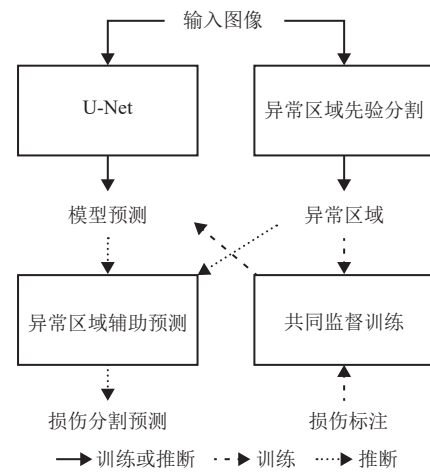 输入图像
U-Net
异常区域先验分割
模型预测
异常区域
异常区域辅助预测
共同监督训练
损伤分割预测
损伤标注
训练或推断
训练
推断